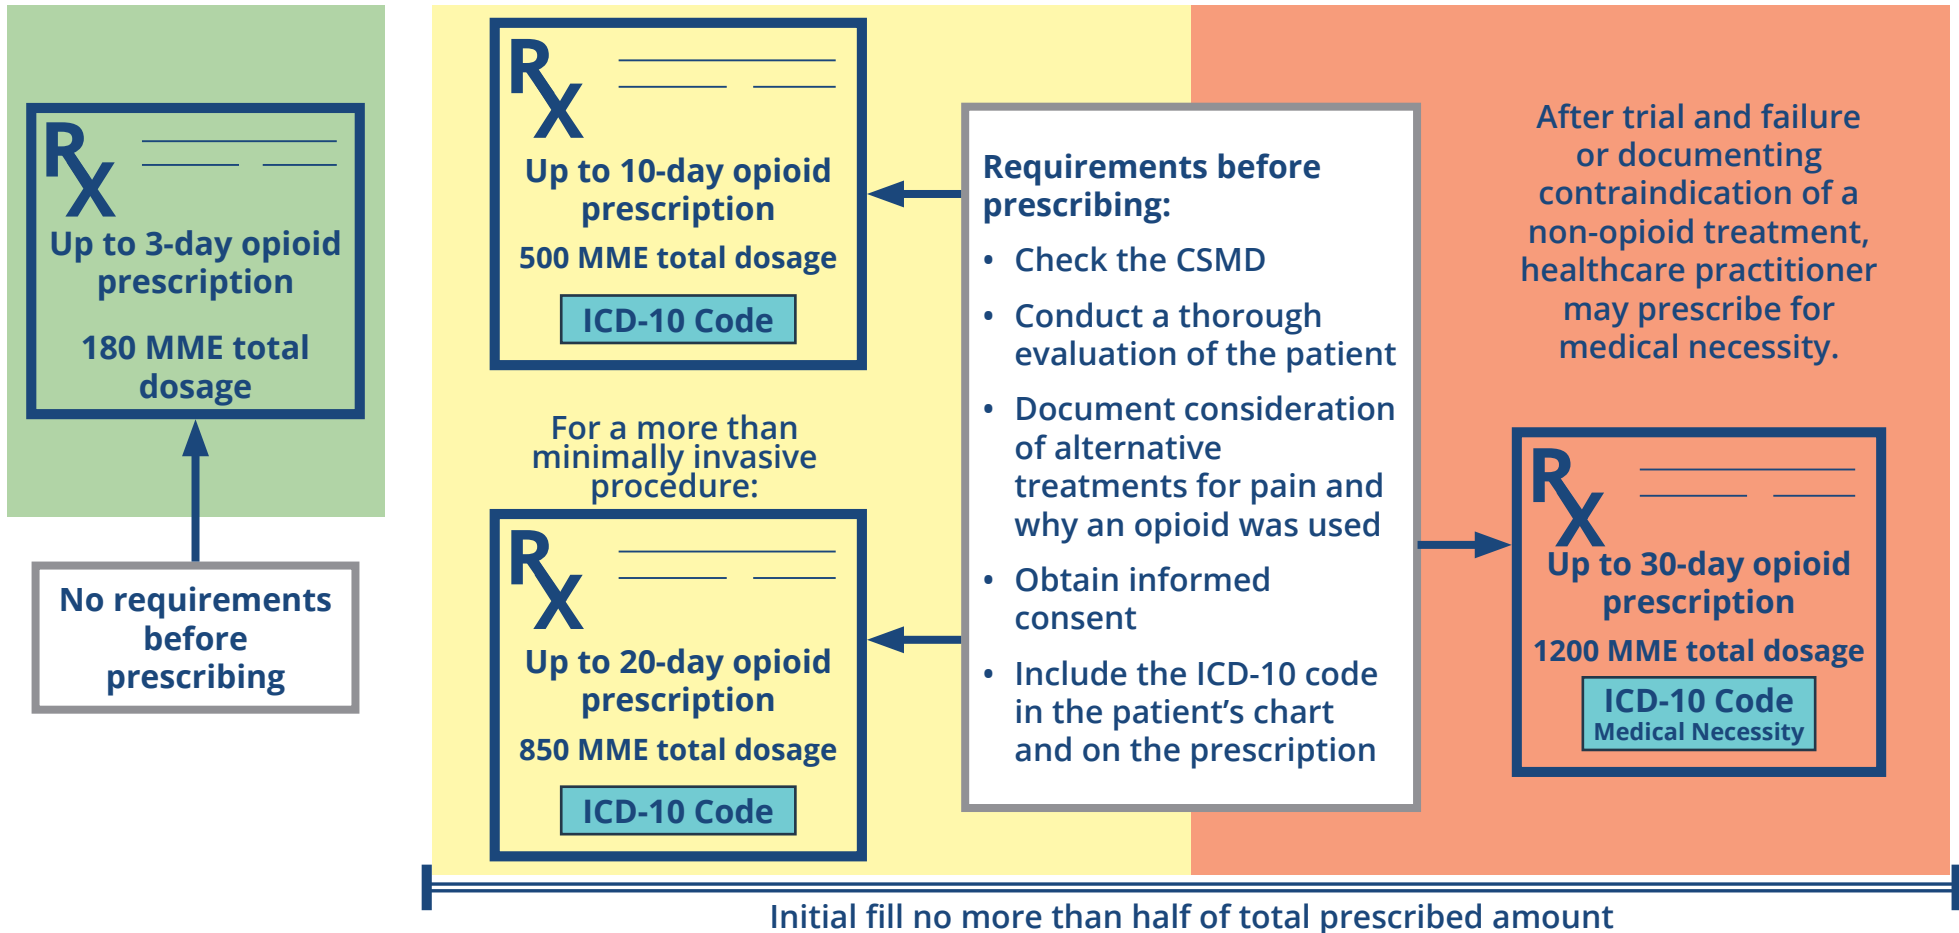 Rx
Up to 3-day opioid
prescription
180 MME total
dosage
No requirements
before
prescribing
Rx
Up to 10-day opioid
prescription
500 MME total dosage
ICD-10 Code
For a more than
minimally invasive
procedure:
Rx
Up to 20-day opioid
prescription
850 MME total dosage
ICD-10 Code
Requirements before
prescribing:
• Check the CSMD
• Conduct a thorough
evaluation of the patient
• Document consideration
of alternative
treatments for pain and
why an opioid was used
• Obtain informed
consent
• Include the ICD-10 code
in the patient’s chart
and on the prescription
After trial and failure
or documenting
contraindication of a
non-opioid treatment,
healthcare practitioner
may prescribe for
medical necessity.
Rx
Up to 30-day opioid
prescription
1200 MME total dosage
ICD-10 Code
Medical Necessity
Initial fill no more than half of total prescribed amount